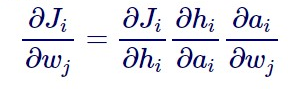 ∂J_i/∂w_j = ∂J_i/∂h_i ∂h_i/∂a_i ∂a_i/∂w_j